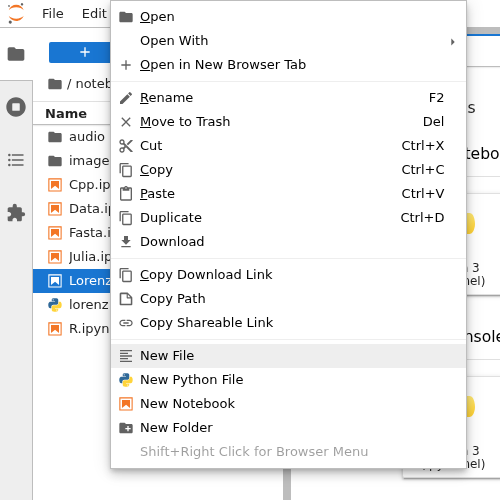 File Edit
/ noteb
Name
audio
image
Cpp.ip
Data.ip
Fasta.i
Julia.ip
Lorenz
lorenz
R.ipyn
Open
Open With
Open in New Browser Tab
Rename F2
Move to Trash Del
Cut Ctrl+X
Copy Ctrl+C
Paste Ctrl+V
Duplicate Ctrl+D
Download
Copy Download Link
Copy Path
Copy Shareable Link
New File
New Python File
New Notebook
New Folder
Shift+Right Click for Browser Menu
s
tebo
3
nel)
nsole
3